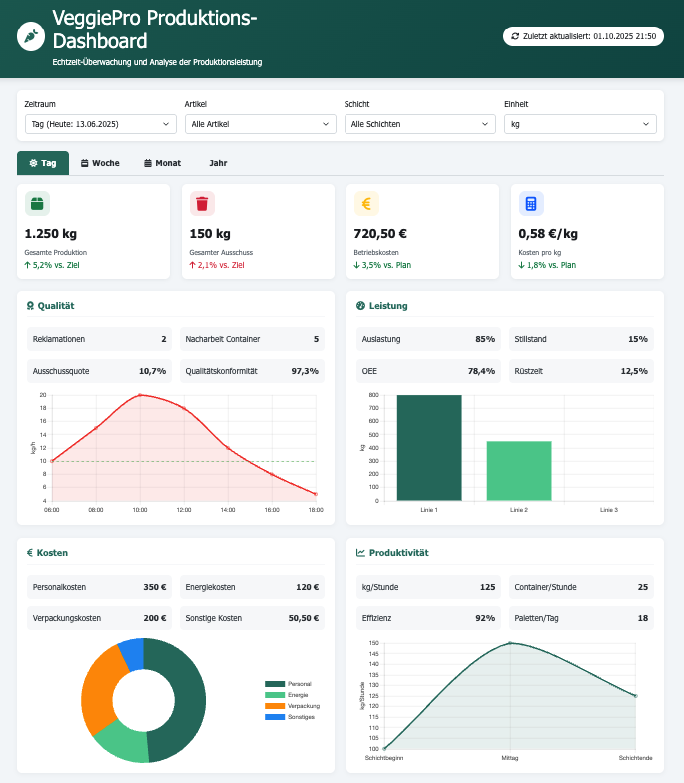 VeggiePro Produktions-
Dashboard
Echtzeit-Überwachung und Analyse der Produktionsleistung
Zuletzt aktualisiert: 01.10.2025 21:50
Zeitraum
Artikel
Schicht
Einheit
Tag (Heute: 13.06.2025)
Alle Artikel
Alle Schichten
kg
Tag
Woche
Monat
Jahr
1.250 kg
Gesamte Produktion
↑ 5,2% vs. Ziel
150 kg
Gesamter Ausschuss
↑ 2,1% vs. Ziel
€
720,50 €
Betriebskosten
↓ 3,5% vs. Plan
0,58 €/kg
Kosten pro kg
↓ 1,8% vs. Plan
Qualität
Reklamationen 2
Nacharbeit Container 5
Ausschussquote 10,7%
Qualitätskonformität 97,3%
kg/h
20
18
16
14
12
10
8
6
4
06:00 08:00 10:00 12:00 14:00 16:00 18:00
Leistung
Auslastung 85%
Stillstand 15%
OEE 78,4%
Rüstzeit 12,5%
kg
800
700
600
500
400
300
200
100
0
Linie 1 Linie 2 Linie 3
€ Kosten
Personalkosten 350 €
Energiekosten 120 €
Verpackungskosten 200 €
Sonstige Kosten 50,50 €
Personal
Energie
Verpackung
Sonstiges
Produktivität
kg/Stunde 125
Container/Stunde 25
Effizienz 92%
Paletten/Tag 18
kg/Stunde
150
145
140
135
130
125
120
115
110
105
100
Schichtbeginn Mittag Schichtende